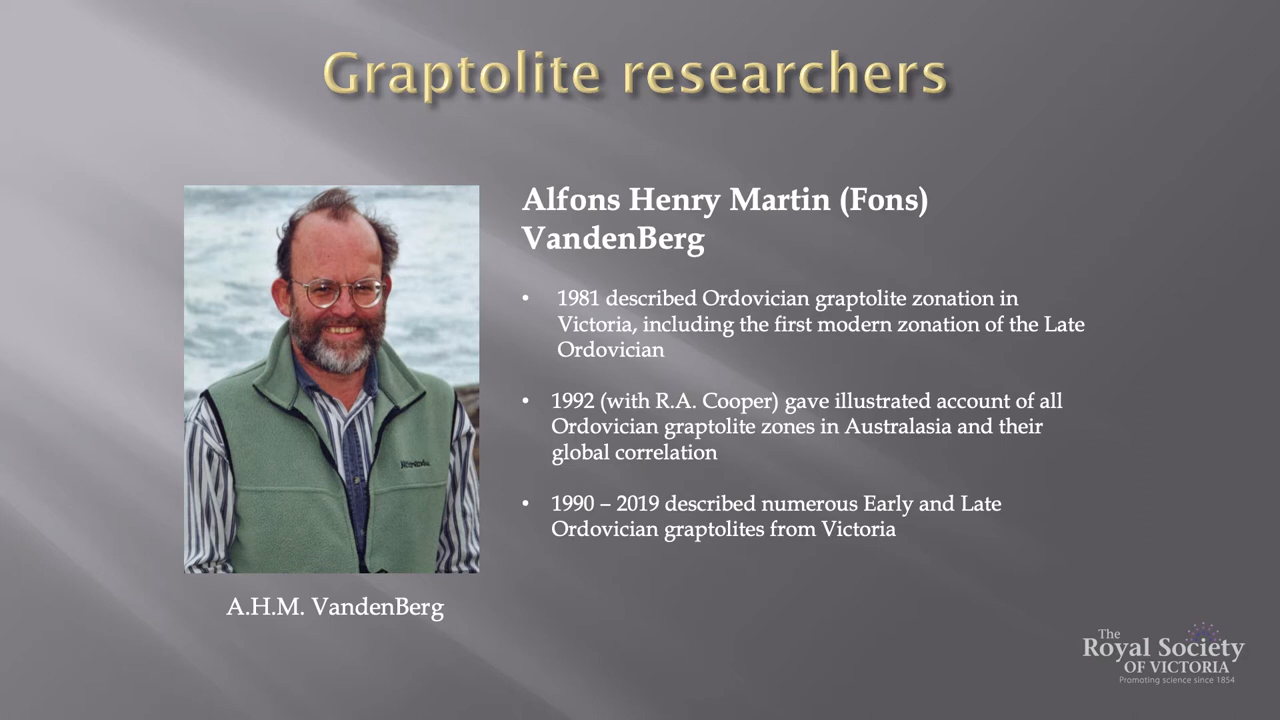 Graptolite researchers
Alfons Henry Martin (Fons)
VandenBerg
• 1981 described Ordovician graptolite zonation in
Victoria, including the first modern zonation of the Late
Ordovician
• 1992 (with R.A. Cooper) gave illustrated account of all
Ordovician graptolite zones in Australasia and their
global correlation
• 1990 – 2019 described numerous Early and Late
Ordovician graptolites from Victoria
A.H.M. VandenBerg
The
Royal Society
OF VICTORIA
Promoting science since 1854